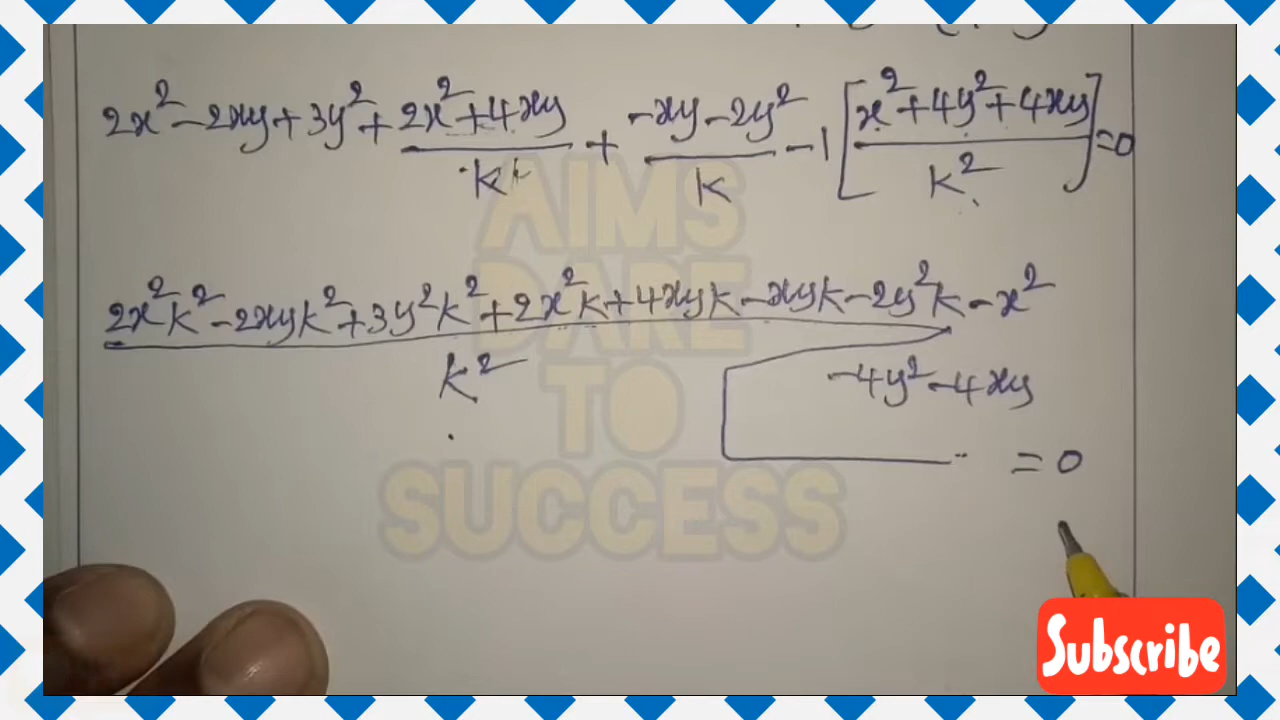 2x² - 2xy + 3y² + (2x² + 4xy)/k + (-xy - 2y²)/k - 1[(x² + 4y² + 4xy)/k²] = 0
2x²k² - 2xyk² + 3y²k² + 2x²k + 4xyk - xyk - 2y²k - x²
k²
-4y² - 4xy
= 0
AIMS
DARE
TO
SUCCESS
Subscribe